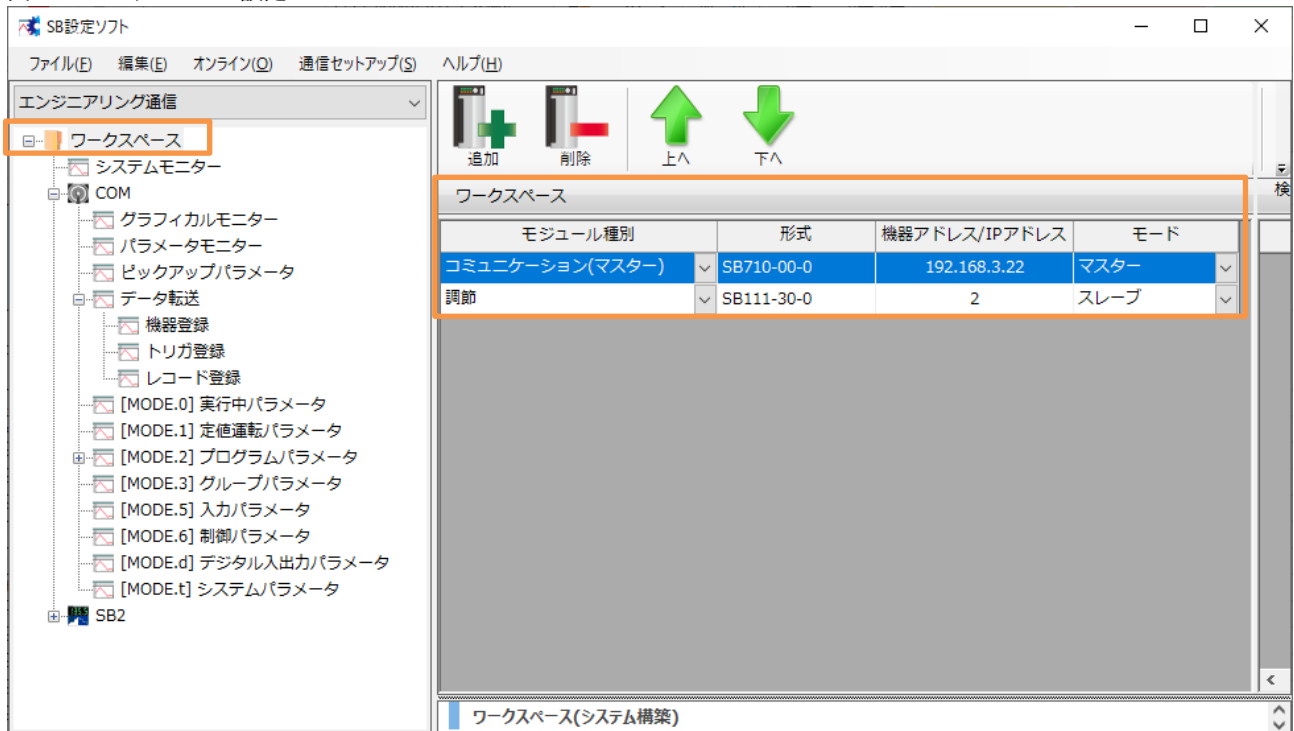 SB設定ソフト
ファイル(F) 編集(E) オンライン(O) 通信セットアップ(S) ヘルプ(H)
エンジニアリング通信
ワークスペース
システムモニター
COM
グラフィカルモニター
パラメータモニター
ピックアップパラメータ
データ転送
機器登録
トリガ登録
レコード登録
[MODE.0] 実行中パラメータ
[MODE.1] 定値運転パラメータ
[MODE.2] プログラムパラメータ
[MODE.3] グループパラメータ
[MODE.5] 入力パラメータ
[MODE.6] 制御パラメータ
[MODE.d] デジタル入出力パラメータ
[MODE.t] システムパラメータ
SB2
追加 削除 上へ 下へ
ワークスペース
検
モジュール種別 形式 機器アドレス/IPアドレス モード
コミュニケーション(マスター) SB710-00-0 192.168.3.22 マスター
調節 SB111-30-0 2 スレーブ
ワークスペース(システム構築)